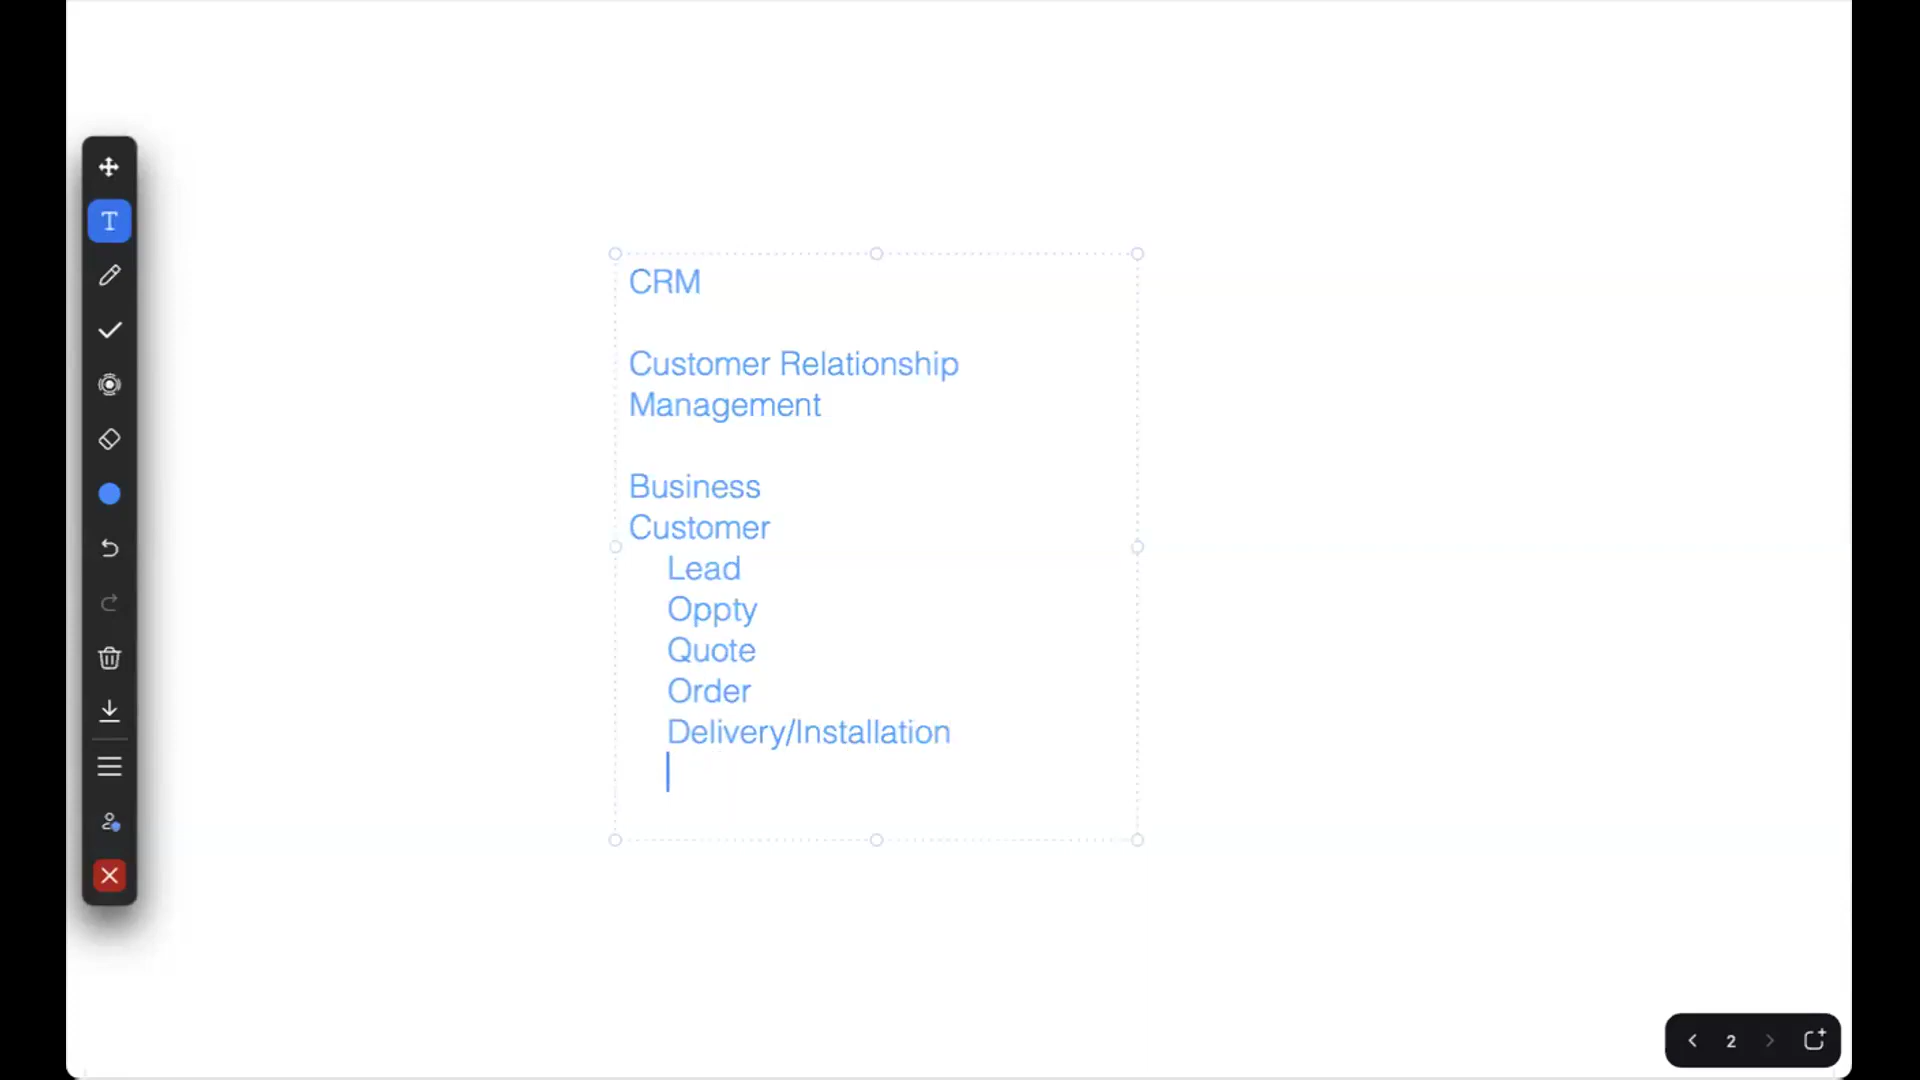 CRM
Customer Relationship
Management
Business
Customer
Lead
Oppty
Quote
Order
Delivery/Installation
T
2